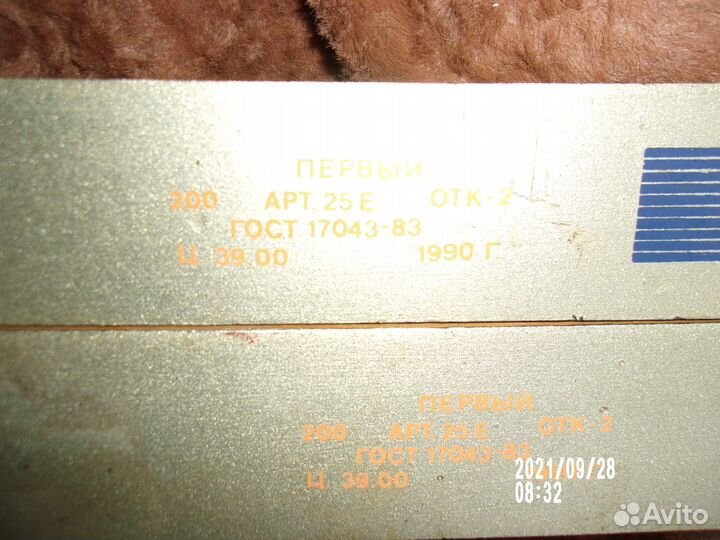 ПЕРВЫЙ
200 АРТ. 25 Е ОТК-2
ГОСТ 17043-83
Ц 39.00 1990 Г.
ПЕРВЫЙ
200 АРТ. 25 Е ОТК-2
ГОСТ 17043-83
Ц 39.00
2021/09/28
08:32
Avito